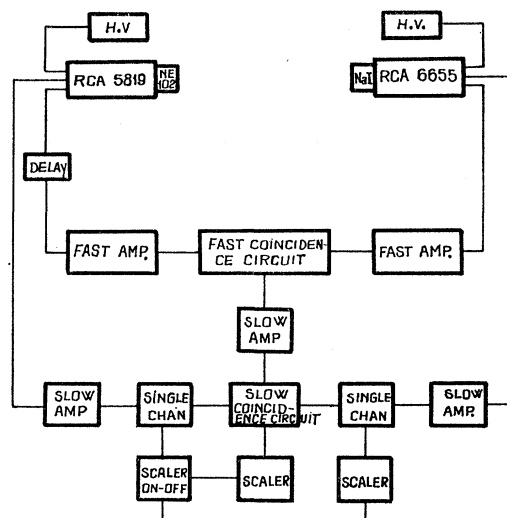 H.V
H.V.
RCA 5819
NE
102
NaI
RCA 6655
DELAY
FAST AMP.
FAST COINCIDEN-
CE CIRCUIT
FAST AMP.
SLOW
AMP
SLOW
AMP
SINGLE
CHAN
SLOW
COINCID-
ENCE CIRCUIT
SINGLE
CHAN
SLOW
AMP.
SCALER
ON-OFF
SCALER
SCALER